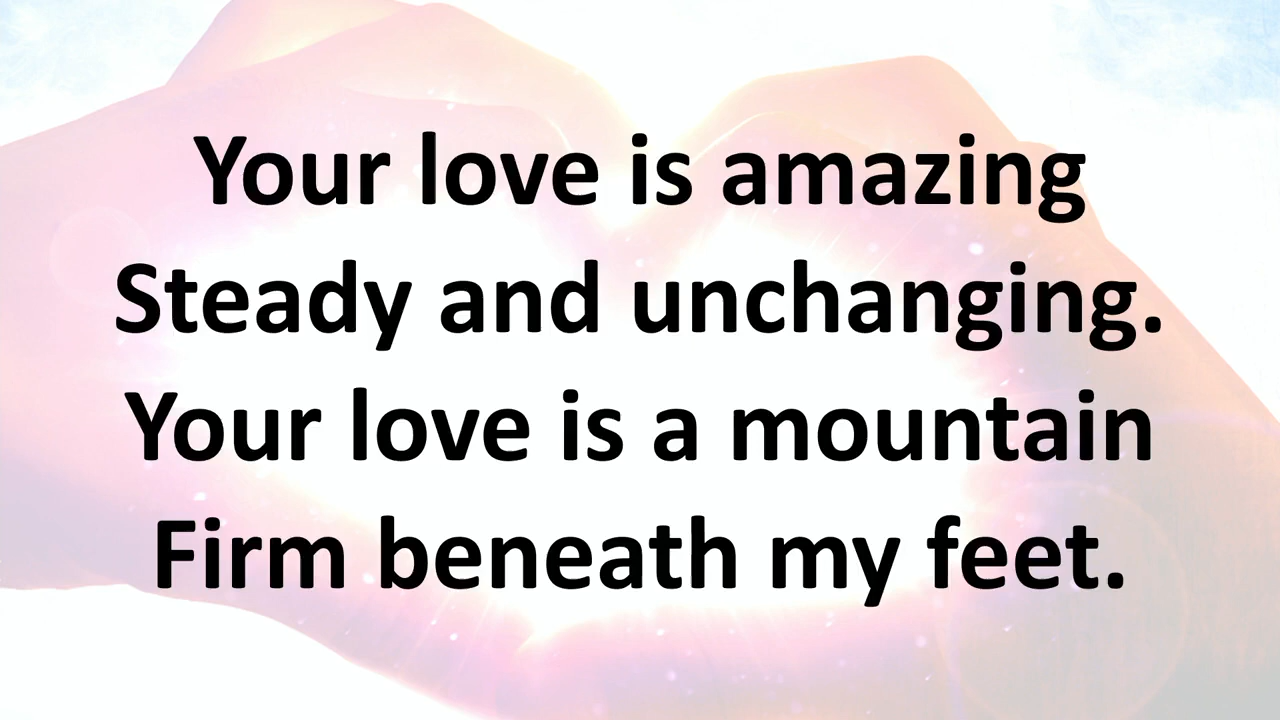 Your love is amazing
Steady and unchanging.
Your love is a mountain
Firm beneath my feet.